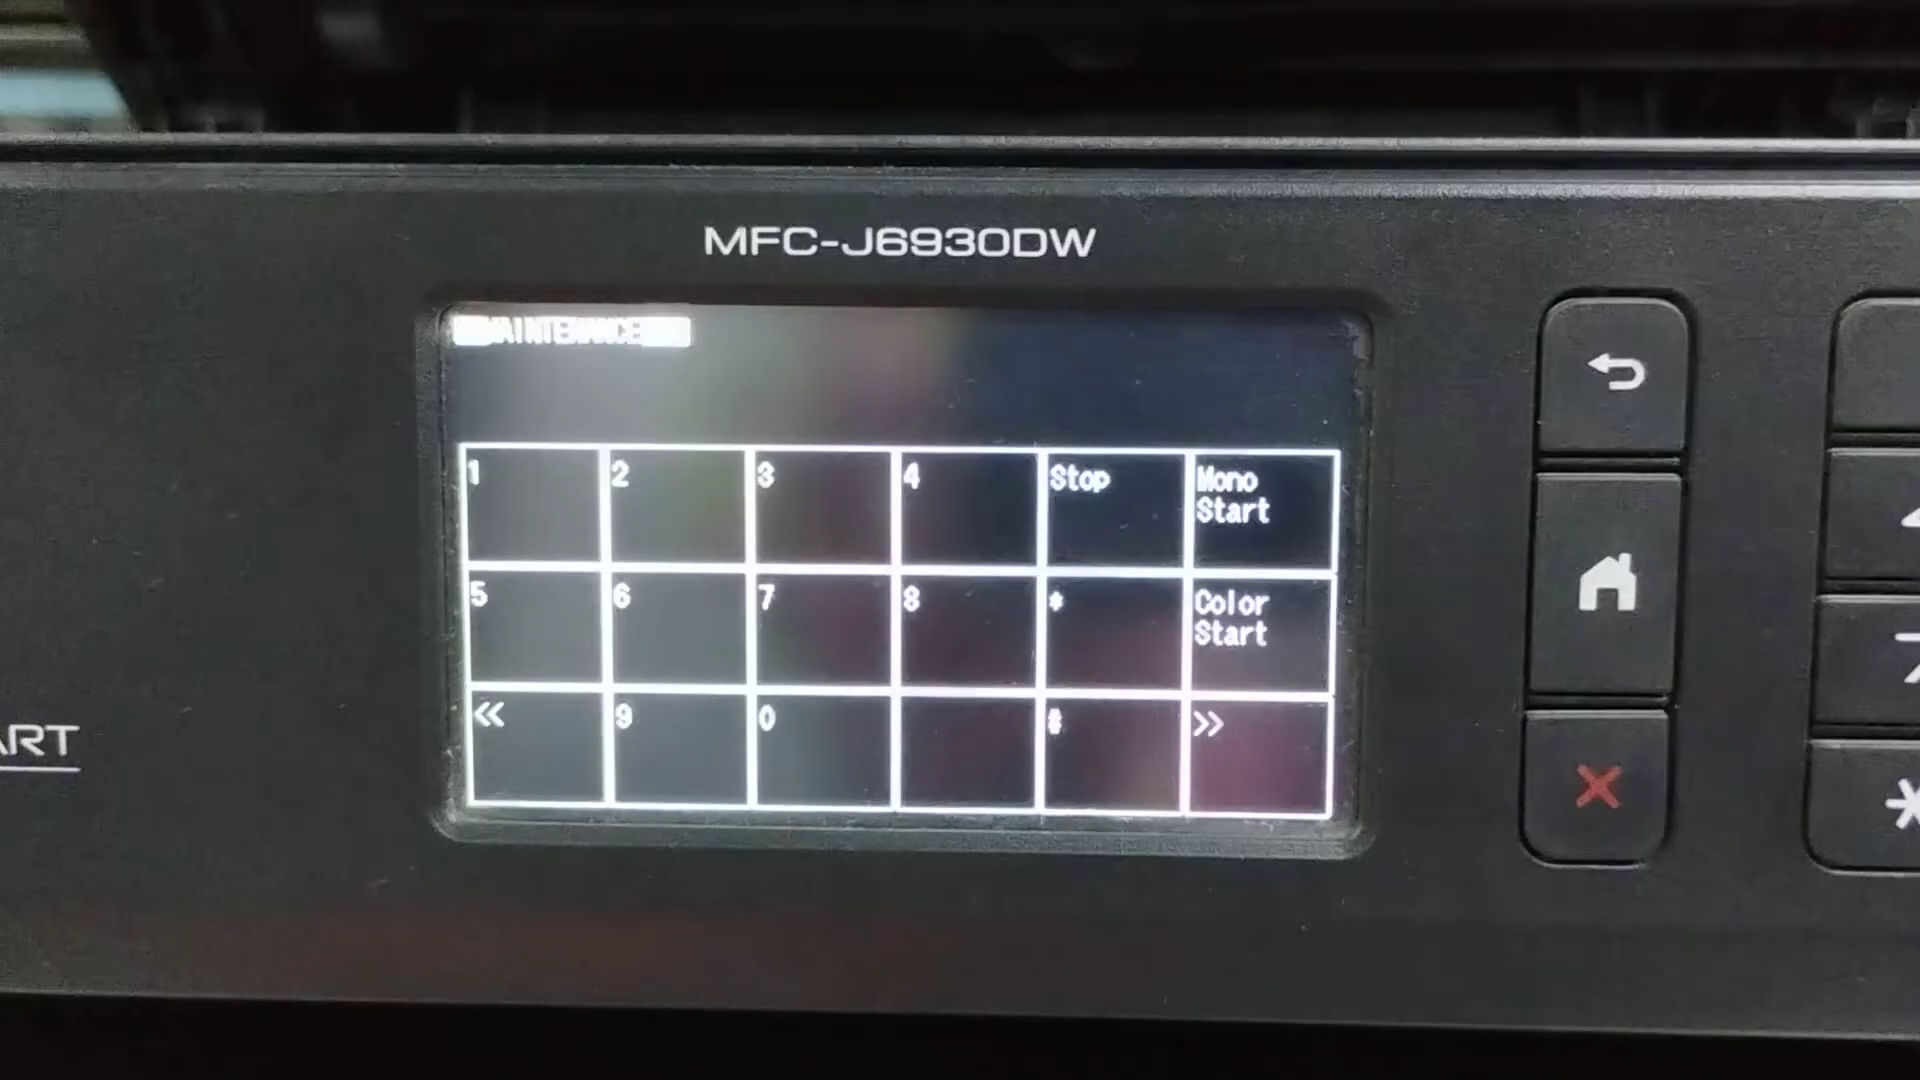 MFC-J6930DW
MAINTENANCE
1 2 3 4 Stop Mono
Start
5 6 7 8 * Color
Start
« 9 0 # »
ART